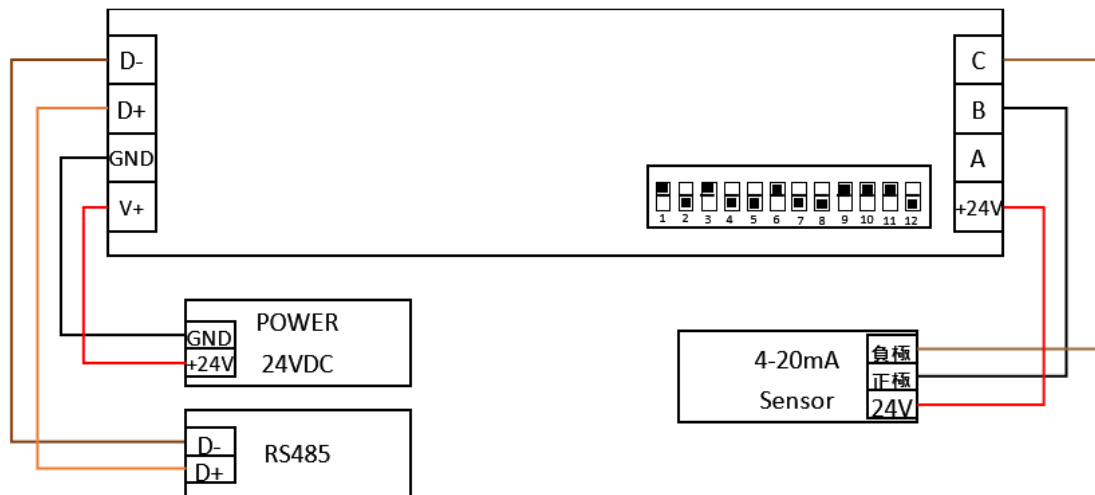 D-
D+
GND
V+
C
B
A
+24V
1 2 3 4 5 6 7 8 9 10 11 12
POWER
24VDC
GND
+24V
RS485
D-
D+
4-20mA
Sensor
負極
正極
24V